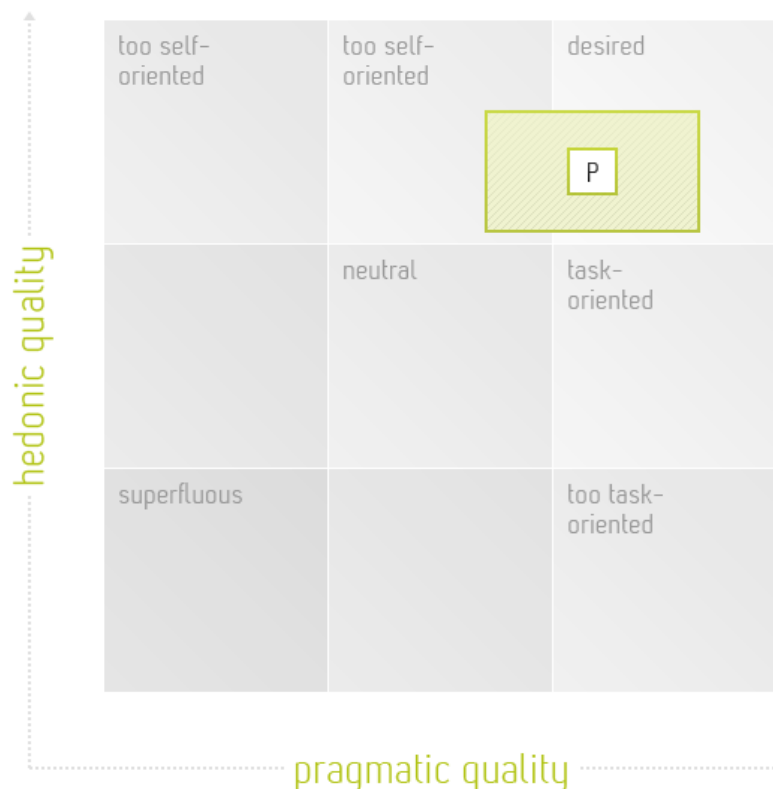 too self-
oriented
too self-
oriented
desired
P
neutral
task-
oriented
superfluous
too task-
oriented
hedonic quality
pragmatic quality